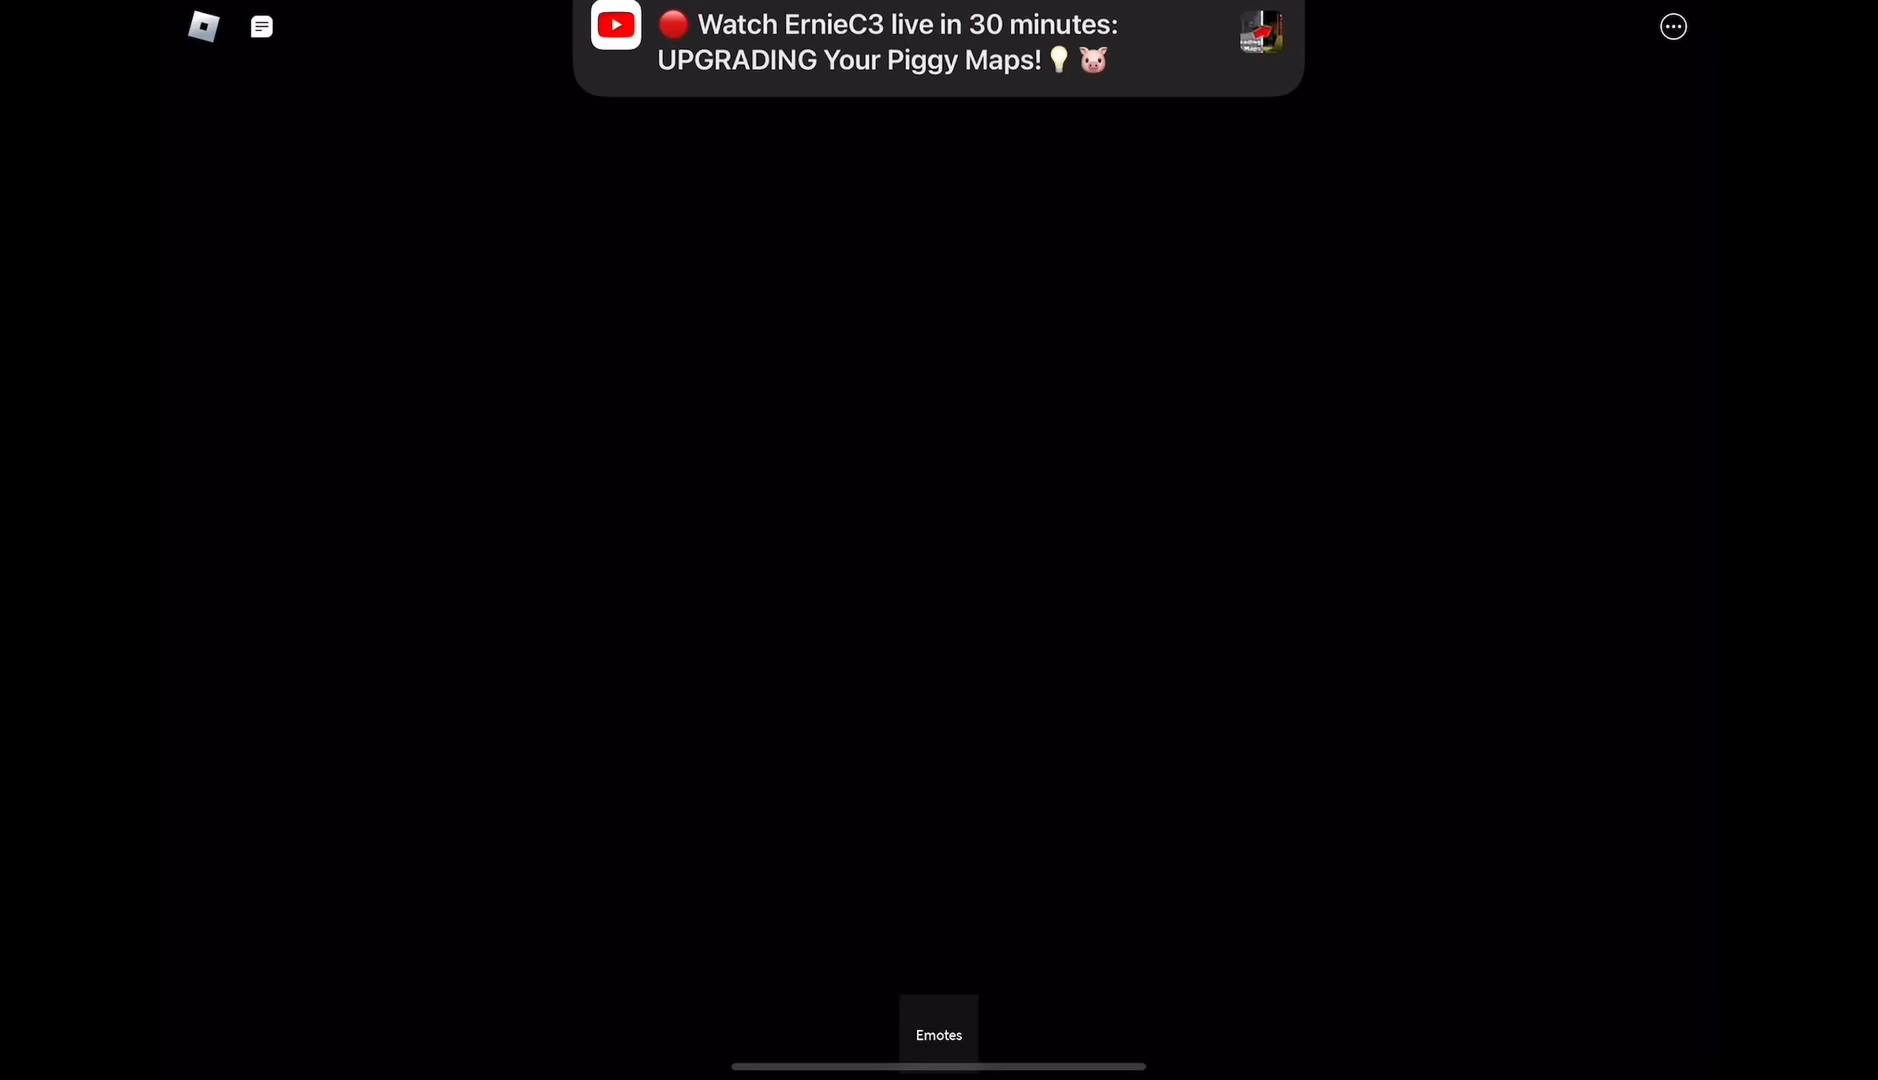 🔴 Watch ErnieC3 live in 30 minutes:
UPGRADING Your Piggy Maps!💡🐷
Emotes